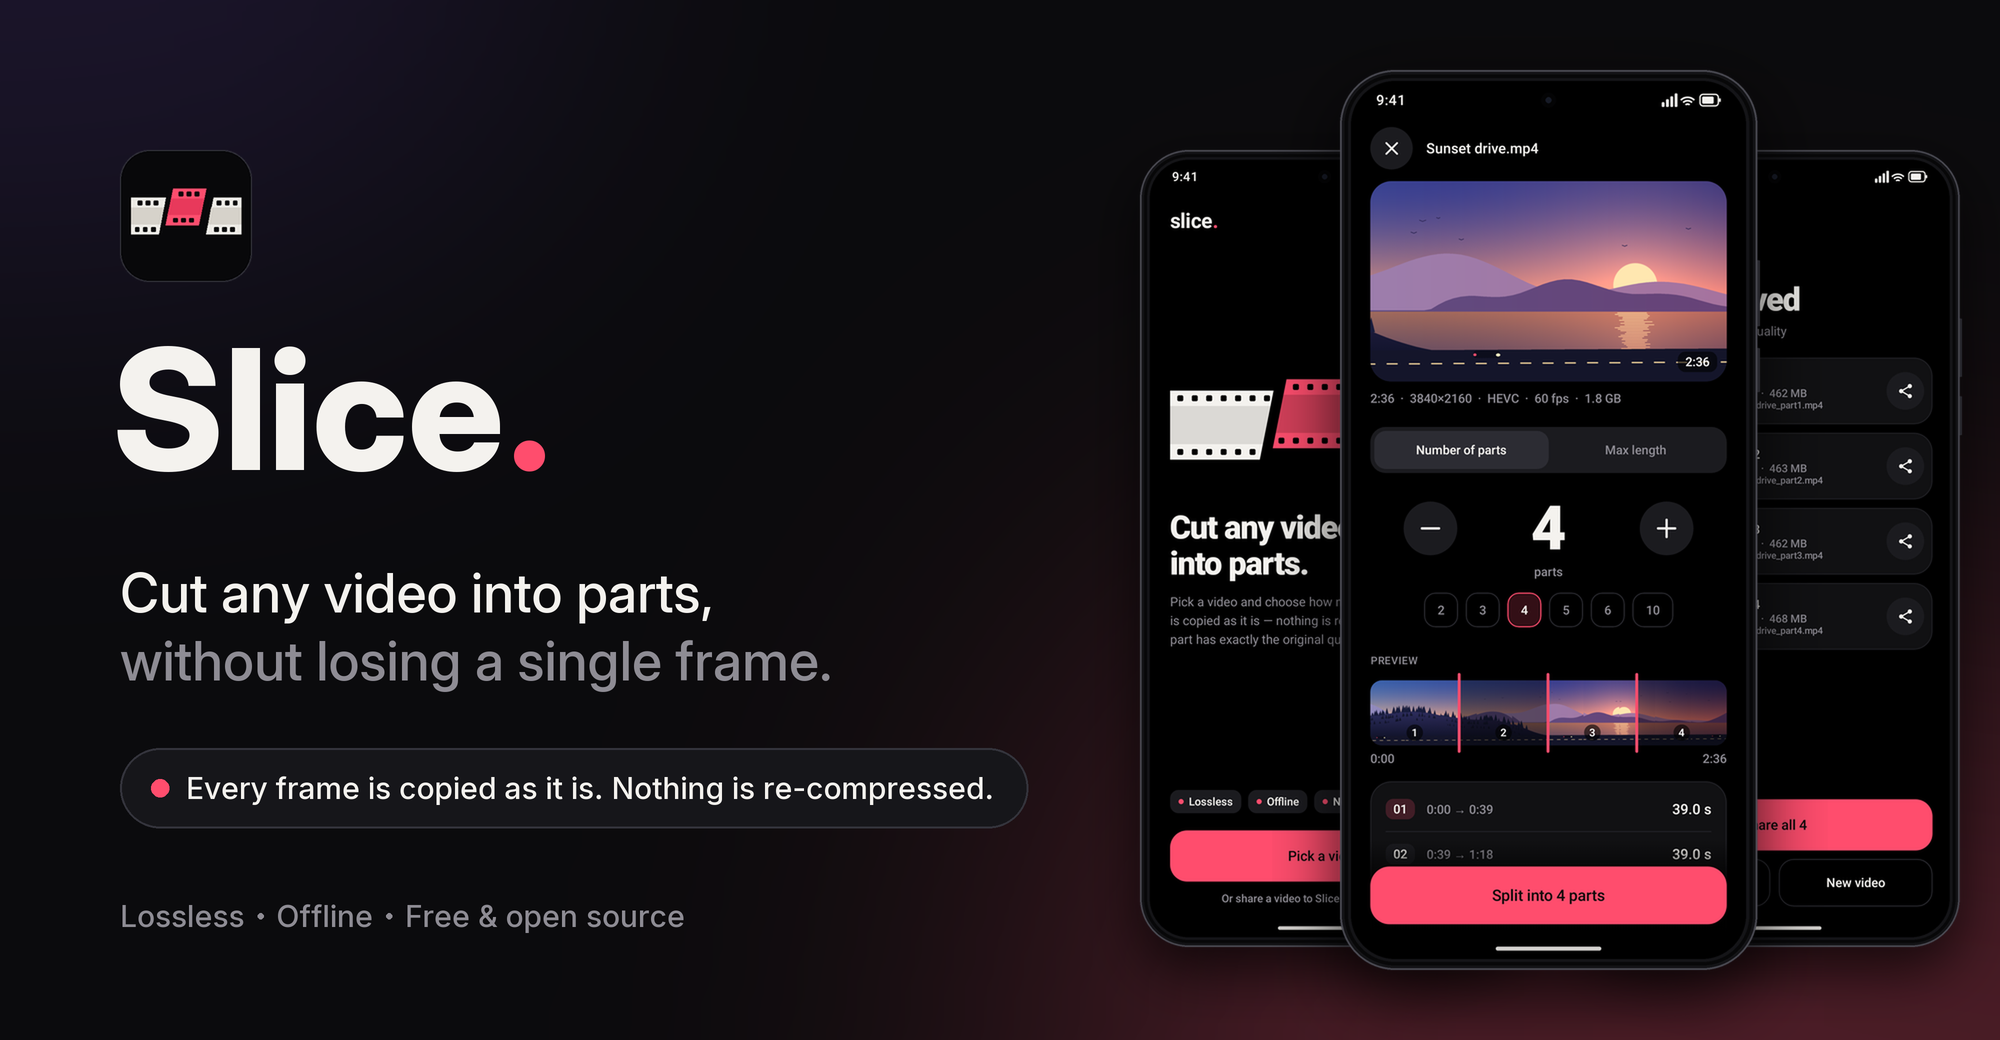 Slice.
Cut any video into parts,
without losing a single frame.
Every frame is copied as it is. Nothing is re-compressed.
Lossless • Offline • Free & open source
9:41
slice.
Cut any
into parts.
Pick a video and choose how
is copied as it is — nothing is
part has exactly the original
Lossless
Offline
Pick a
Or share a video to Slice
9:41
Sunset drive.mp4
2:36
2:36 · 3840×2160 · HEVC · 60 fps · 1.8 GB
Number of parts
Max length
4
parts
2 3 4 5 6 10
PREVIEW
1 2 3 4
0:00 2:36
01 0:00 → 0:39 39.0 s
02 0:39 → 1:18 39.0 s
Split into 4 parts
· 462 MB
drive_part1.mp4
· 463 MB
drive_part2.mp4
· 462 MB
drive_part3.mp4
· 468 MB
drive_part4.mp4
all 4
New video